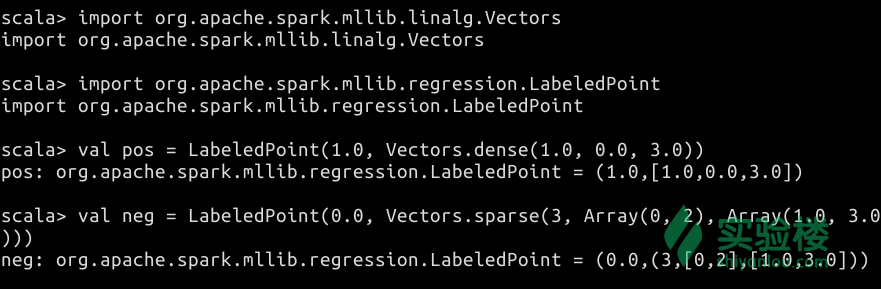 scala> import org.apache.spark.mllib.linalg.Vectors
import org.apache.spark.mllib.linalg.Vectors
scala> import org.apache.spark.mllib.regression.LabeledPoint
import org.apache.spark.mllib.regression.LabeledPoint
scala> val pos = LabeledPoint(1.0, Vectors.dense(1.0, 0.0, 3.0))
pos: org.apache.spark.mllib.regression.LabeledPoint = (1.0,[1.0,0.0,3.0])
scala> val neg = LabeledPoint(0.0, Vectors.sparse(3, Array(0, 2), Array(1.0, 3.0
)))
neg: org.apache.spark.mllib.regression.LabeledPoint = (0.0,(3,[0,2],[1.0,3.0]))
实验楼
shiyanlou.com